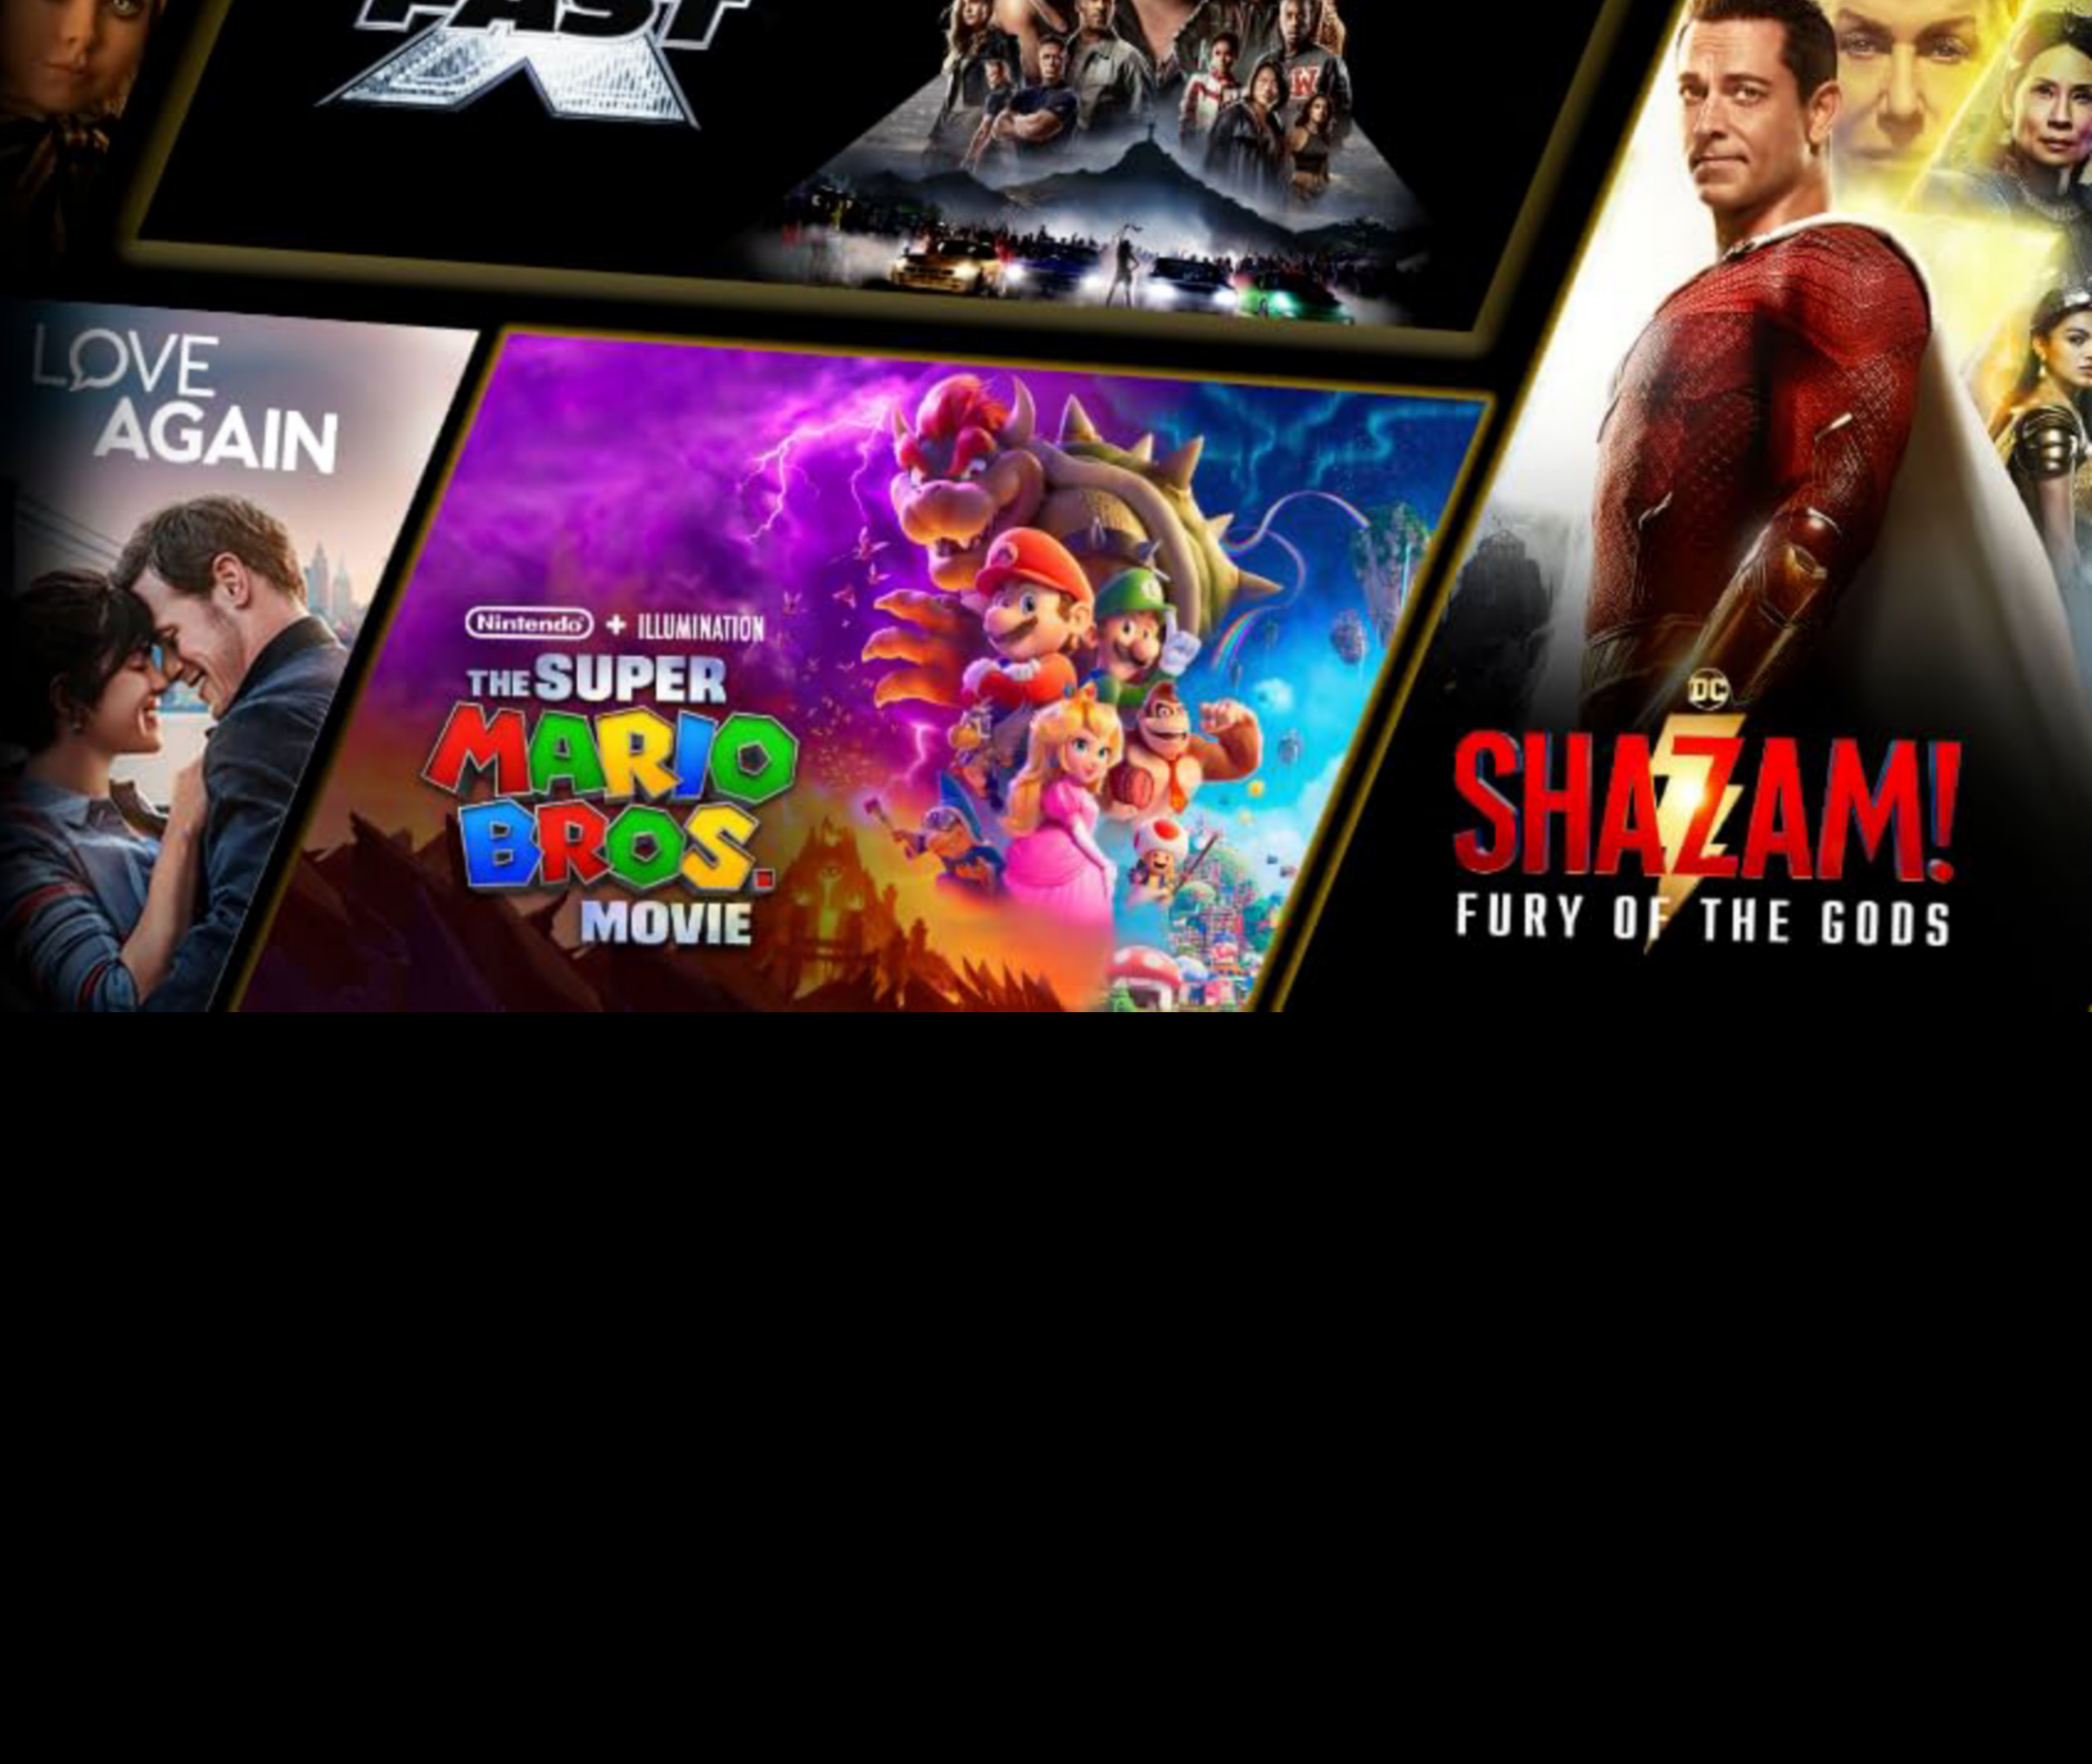 FAST
X
LOVE
AGAIN
Nintendo + ILLUMINATION
THE SUPER
MARIO
BROS.
MOVIE
DC
SHAZAM!
FURY OF THE GODS